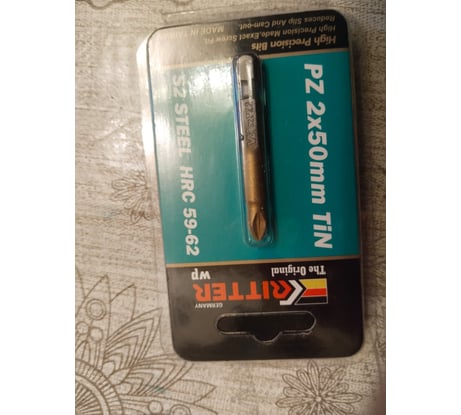 GERMANY
RITTER
The Original
wp
PZ 2x50mm TiN
S2 STEEL HRC 59-62
High Precision Bits
High Precision Made, Exact Screw Fit,
Reduces Slip And Cam-out.
MADE IN TAIWAN